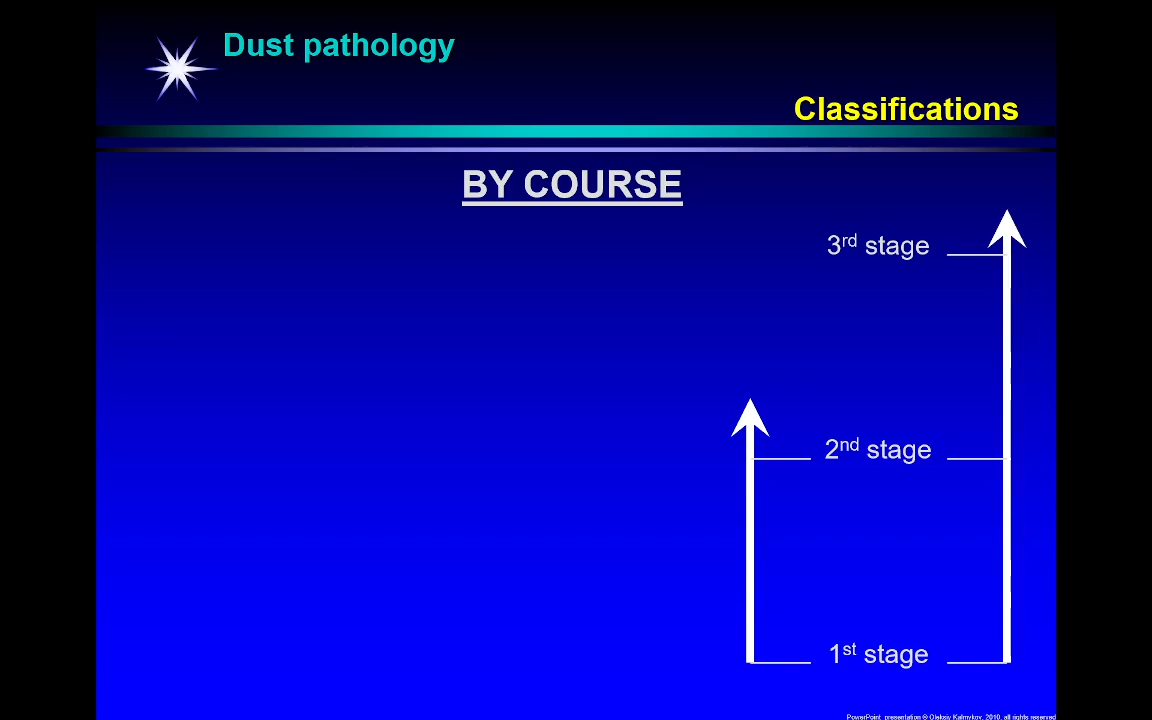 Dust pathology
Classifications
BY COURSE
3rd stage
2nd stage
1st stage
PowerPoint presentation © Oleksiy Kalmykov, 2010, all rights reserved